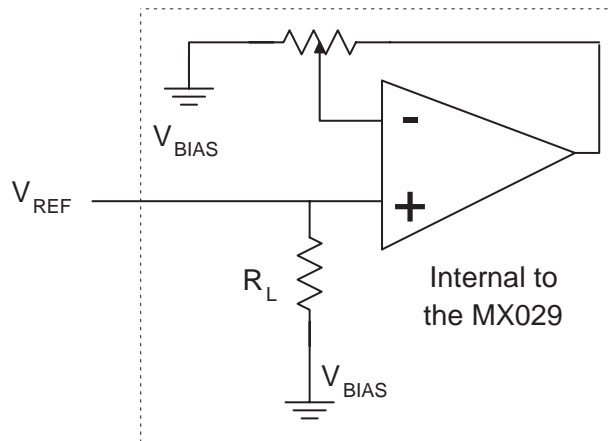 V_BIAS
-
V_REF
+
R_L
Internal to
the MX029
V_BIAS